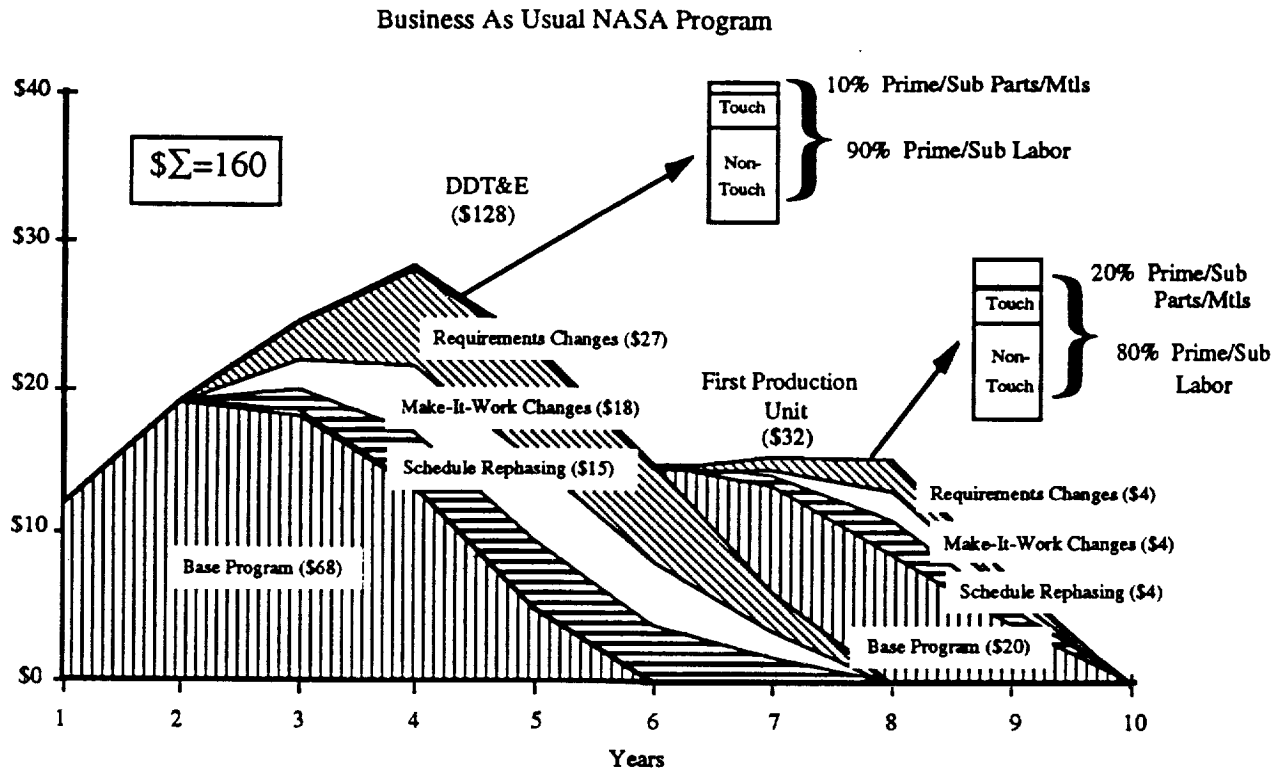 Business As Usual NASA Program
$40
$30
$20
$10
$0
$Σ=160
DDT&E
($128)
Touch
Non-
Touch
10% Prime/Sub Parts/Mtls
90% Prime/Sub Labor
Touch
Non-
Touch
20% Prime/Sub
Parts/Mtls
80% Prime/Sub
Labor
First Production
Unit
($32)
Requirements Changes ($27)
Make-It-Work Changes ($18)
Schedule Rephasing ($15)
Base Program ($68)
Requirements Changes ($4)
Make-It-Work Changes ($4)
Schedule Rephasing ($4)
Base Program ($20)
1 2 3 4 5 6 7 8 9 10
Years